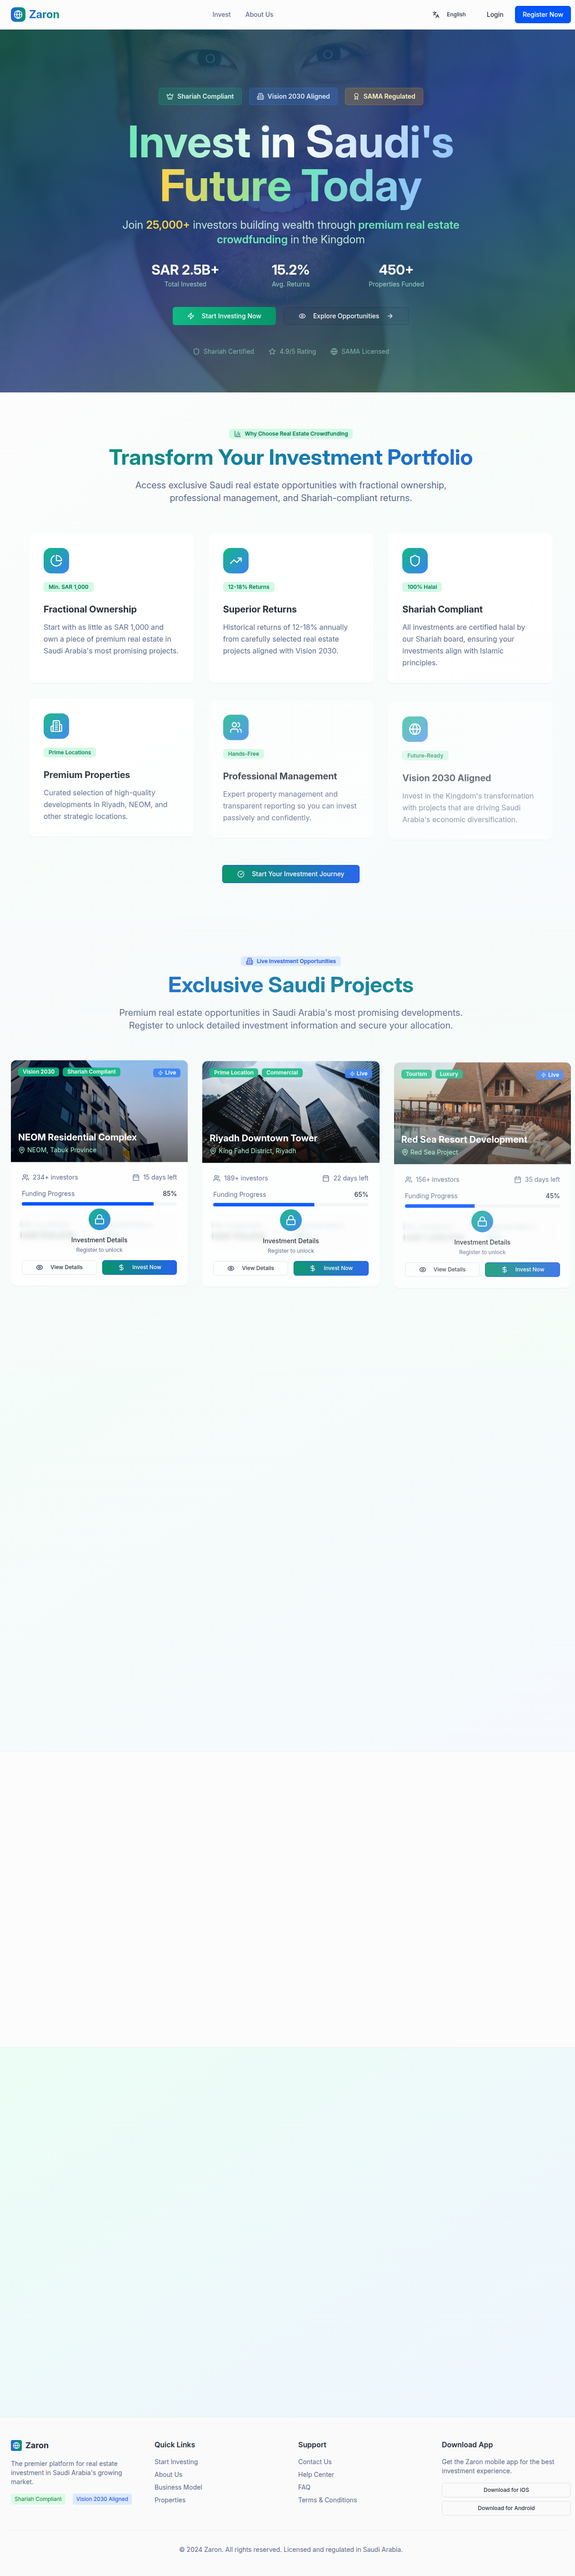 Zaron
Invest
About Us
English
Login
Register Now
Shariah Compliant
Vision 2030 Aligned
SAMA Regulated
Invest in Saudi's
Future Today
Join 25,000+ investors building wealth through premium real estate
crowdfunding in the Kingdom
SAR 2.5B+
Total Invested
15.2%
Avg. Returns
450+
Properties Funded
Start Investing Now
Explore Opportunities
Shariah Certified
4.9/5 Rating
SAMA Licensed
Why Choose Real Estate Crowdfunding
Transform Your Investment Portfolio
Access exclusive Saudi real estate opportunities with fractional ownership,
professional management, and Shariah-compliant returns.
Min. SAR 1,000
Fractional Ownership
Start with as little as SAR 1,000 and
own a piece of premium real estate in
Saudi Arabia's most promising projects.
12-18% Returns
Superior Returns
Historical returns of 12-18% annually
from carefully selected real estate
projects aligned with Vision 2030.
100% Halal
Shariah Compliant
All investments are certified halal by
our Shariah board, ensuring your
investments align with Islamic
principles.
Prime Locations
Premium Properties
Curated selection of high-quality
developments in Riyadh, NEOM, and
other strategic locations.
Hands-Free
Professional Management
Expert property management and
transparent reporting so you can invest
passively and confidently.
Future-Ready
Vision 2030 Aligned
Invest in the Kingdom's transformation
with projects that are driving Saudi
Arabia's economic diversification.
Start Your Investment Journey
Live Investment Opportunities
Exclusive Saudi Projects
Premium real estate opportunities in Saudi Arabia's most promising developments.
Register to unlock detailed investment information and secure your allocation.
Vision 2030
Shariah Compliant
Live
NEOM Residential Complex
NEOM, Tabuk Province
234+ investors
15 days left
Funding Progress
85%
Investment Details
Register to unlock
View Details
Invest Now
Prime Location
Commercial
Live
Riyadh Downtown Tower
King Fahd District, Riyadh
189+ investors
22 days left
Funding Progress
65%
Investment Details
Register to unlock
View Details
Invest Now
Tourism
Luxury
Live
Red Sea Resort Development
Red Sea Project
156+ investors
35 days left
Funding Progress
45%
Investment Details
Register to unlock
View Details
Invest Now
Zaron
The premier platform for real estate
investment in Saudi Arabia's growing
market.
Shariah Compliant
Vision 2030 Aligned
Quick Links
Start Investing
About Us
Business Model
Properties
Support
Contact Us
Help Center
FAQ
Terms & Conditions
Download App
Get the Zaron mobile app for the best
investment experience.
Download for iOS
Download for Android
© 2024 Zaron. All rights reserved. Licensed and regulated in Saudi Arabia.